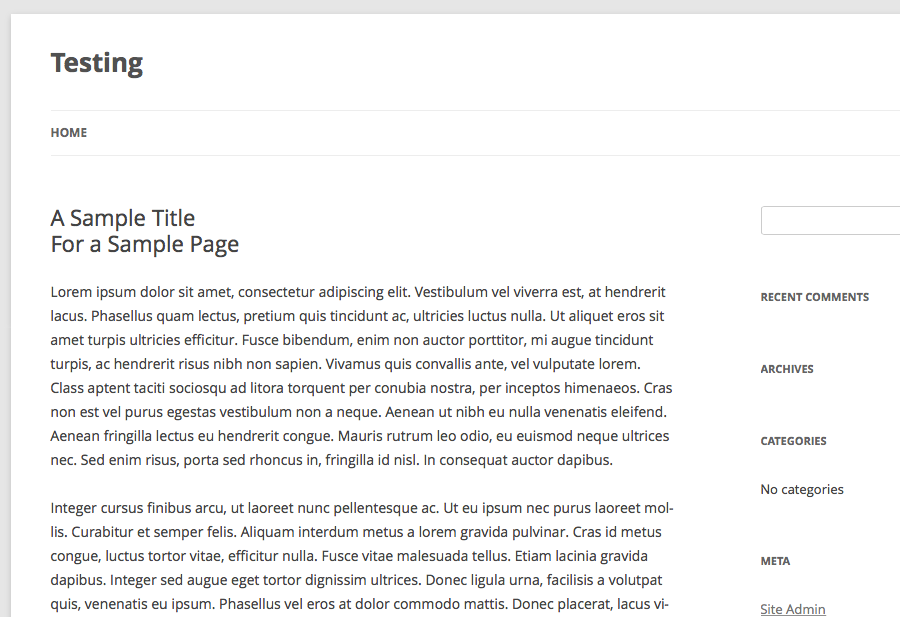 Testing
HOME
A Sample Title
For a Sample Page
Lorem ipsum dolor sit amet, consectetur adipiscing elit. Vestibulum vel viverra est, at hendrerit
lacus. Phasellus quam lectus, pretium quis tincidunt ac, ultricies luctus nulla. Ut aliquet eros sit
amet turpis ultricies efficitur. Fusce bibendum, enim non auctor porttitor, mi augue tincidunt
turpis, ac hendrerit risus nibh non sapien. Vivamus quis convallis ante, vel vulputate lorem.
Class aptent taciti sociosqu ad litora torquent per conubia nostra, per inceptos himenaeos. Cras
non est vel purus egestas vestibulum non a neque. Aenean ut nibh eu nulla venenatis eleifend.
Aenean fringilla lectus eu hendrerit congue. Mauris rutrum leo odio, eu euismod neque ultrices
nec. Sed enim risus, porta sed rhoncus in, fringilla id nisl. In consequat auctor dapibus.
Integer cursus finibus arcu, ut laoreet nunc pellentesque ac. Ut eu ipsum nec purus laoreet mol-
lis. Curabitur et semper felis. Aliquam interdum metus a lorem gravida pulvinar. Cras id metus
congue, luctus tortor vitae, efficitur nulla. Fusce vitae malesuada tellus. Etiam lacinia gravida
dapibus. Integer sed augue eget tortor dignissim ultrices. Donec ligula urna, facilisis a volutpat
quis, venenatis eu ipsum. Phasellus vel eros at dolor commodo mattis. Donec placerat, lacus vi-
RECENT COMMENTS
ARCHIVES
CATEGORIES
No categories
META
Site Admin